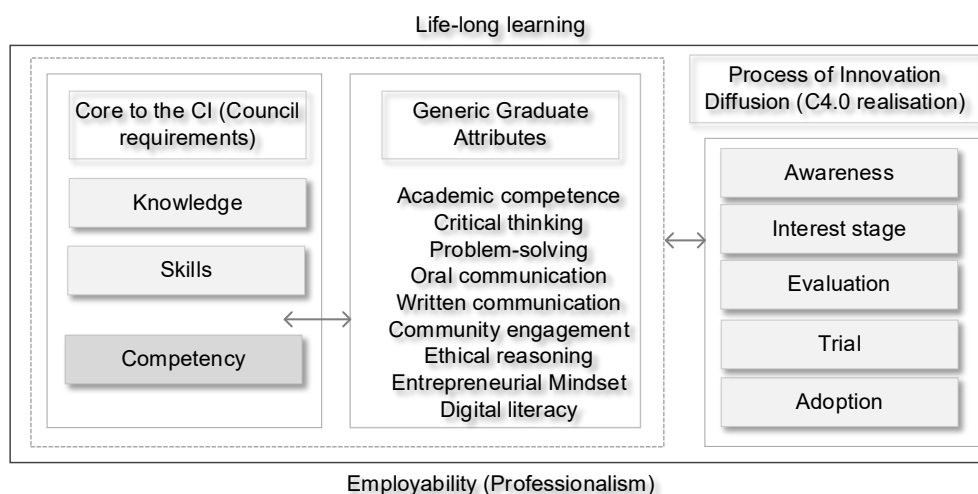 Life-long learning
Core to the CI (Council
requirements)
Knowledge
Skills
Competency
Generic Graduate
Attributes
Academic competence
Critical thinking
Problem-solving
Oral communication
Written communication
Community engagement
Ethical reasoning
Entrepreneurial Mindset
Digital literacy
Process of Innovation
Diffusion (C4.0 realisation)
Awareness
Interest stage
Evaluation
Trial
Adoption
Employability (Professionalism)